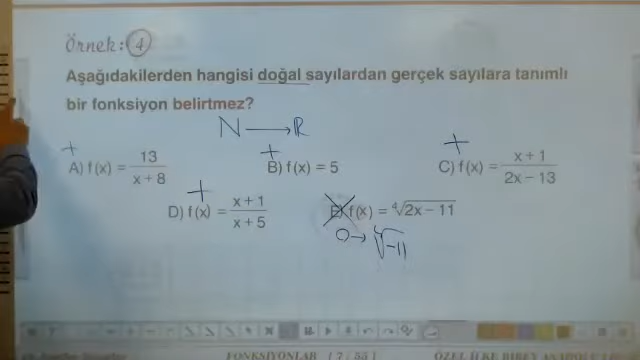 Örnek: 4
Aşağıdakilerden hangisi doğal sayılardan gerçek sayılara tanımlı
bir fonksiyon belirtmez?
N → ℝ
+ A) f(x) = 13 / x + 8
+ B) f(x) = 5
+ C) f(x) = x + 1 / 2x − 13
+ D) f(x) = x + 1 / x + 5
E) f(x) = ⁴√2x − 11
0 → ⁴√−11
FONKSİYONLAR